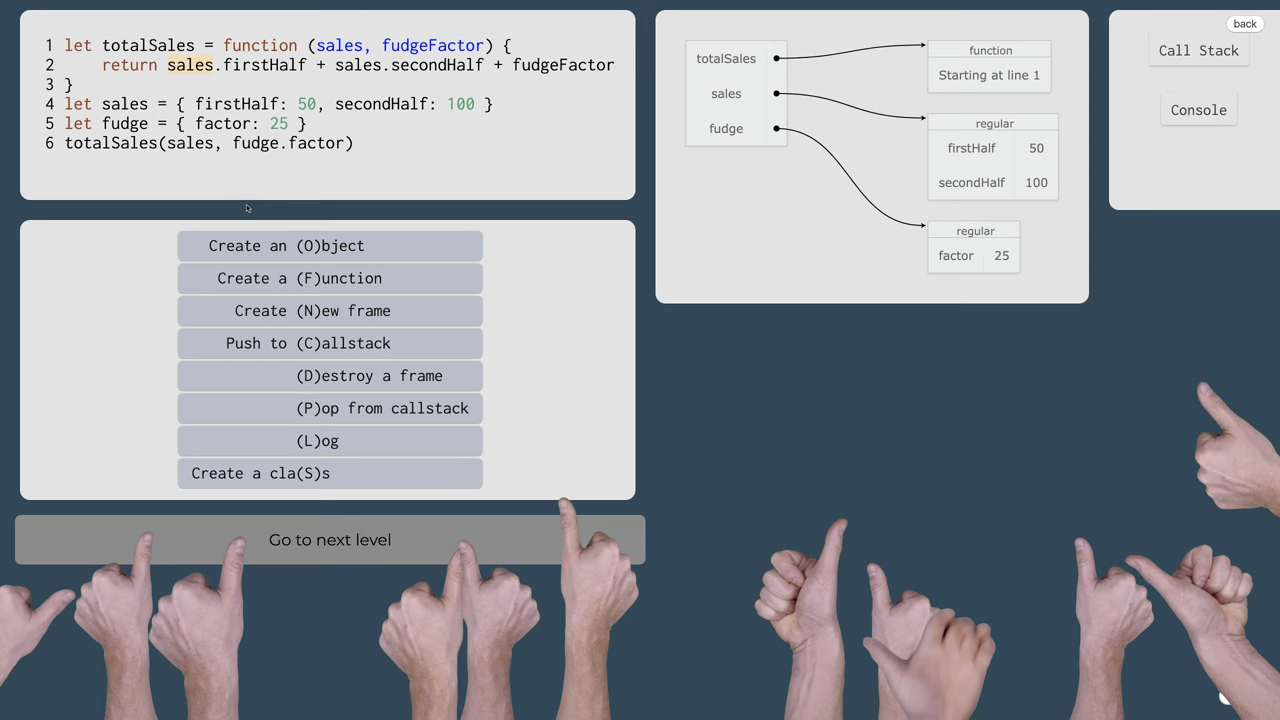 1 let totalSales = function (sales, fudgeFactor) {
2 return sales.firstHalf + sales.secondHalf + fudgeFactor
3 }
4 let sales = { firstHalf: 50, secondHalf: 100 }
5 let fudge = { factor: 25 }
6 totalSales(sales, fudge.factor)
Create an (O)bject
Create a (F)unction
Create (N)ew frame
Push to (C)allstack
(D)estroy a frame
(P)op from callstack
(L)og
Create a cla(S)s
Go to next level
totalSales
sales
fudge
function
Starting at line 1
regular
firstHalf 50
secondHalf 100
regular
factor 25
back
Call Stack
Console